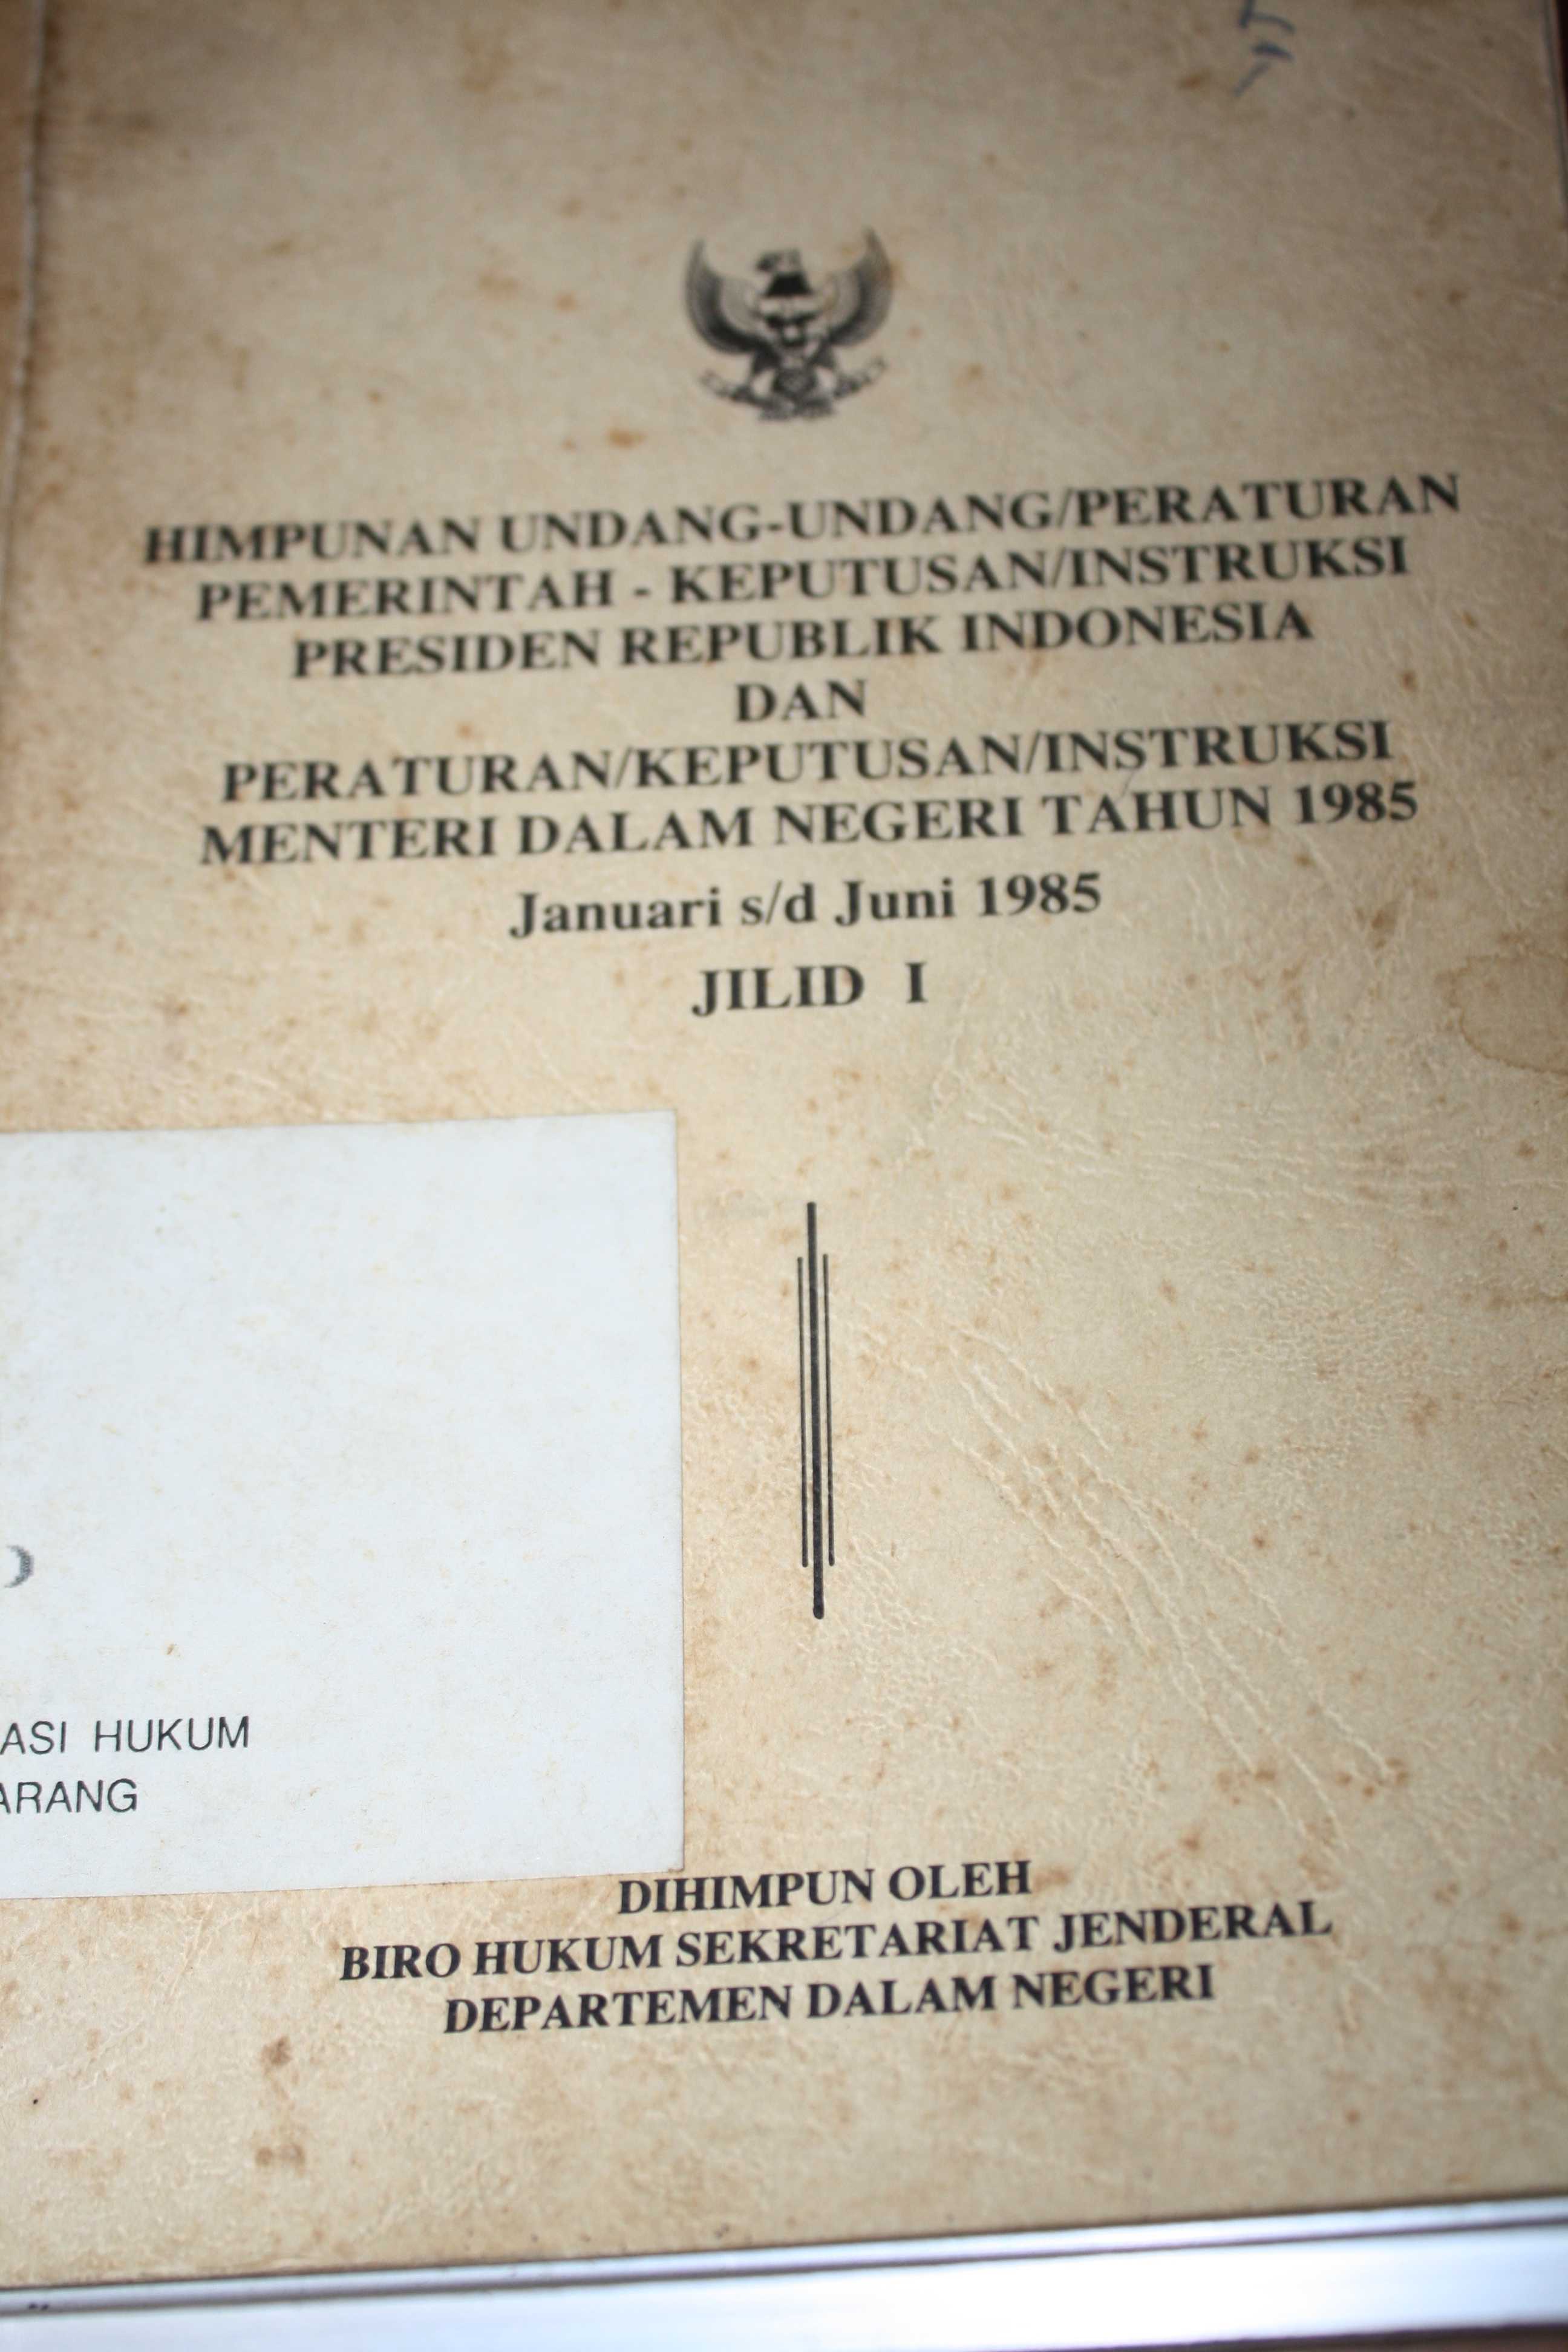 HIMPUNAN UNDANG-UNDANG/PERATURAN
PEMERINTAH - KEPUTUSAN/INSTRUKSI
PRESIDEN REPUBLIK INDONESIA
DAN
PERATURAN/KEPUTUSAN/INSTRUKSI
MENTERI DALAM NEGERI TAHUN 1985
Januari s/d Juni 1985
JILID I
ASI HUKUM
ARANG
DIHIMPUN OLEH
BIRO HUKUM SEKRETARIAT JENDERAL
DEPARTEMEN DALAM NEGERI